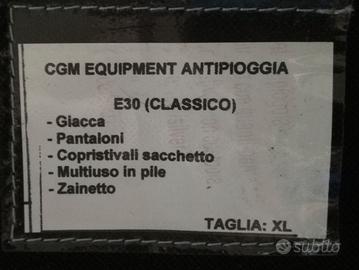 CGM EQUIPMENT ANTIPIOGGIA
E30 (CLASSICO)
- Giacca
- Pantaloni
- Copristivali sacchetto
- Multiuso in pile
- Zainetto
TAGLIA: XL
subito